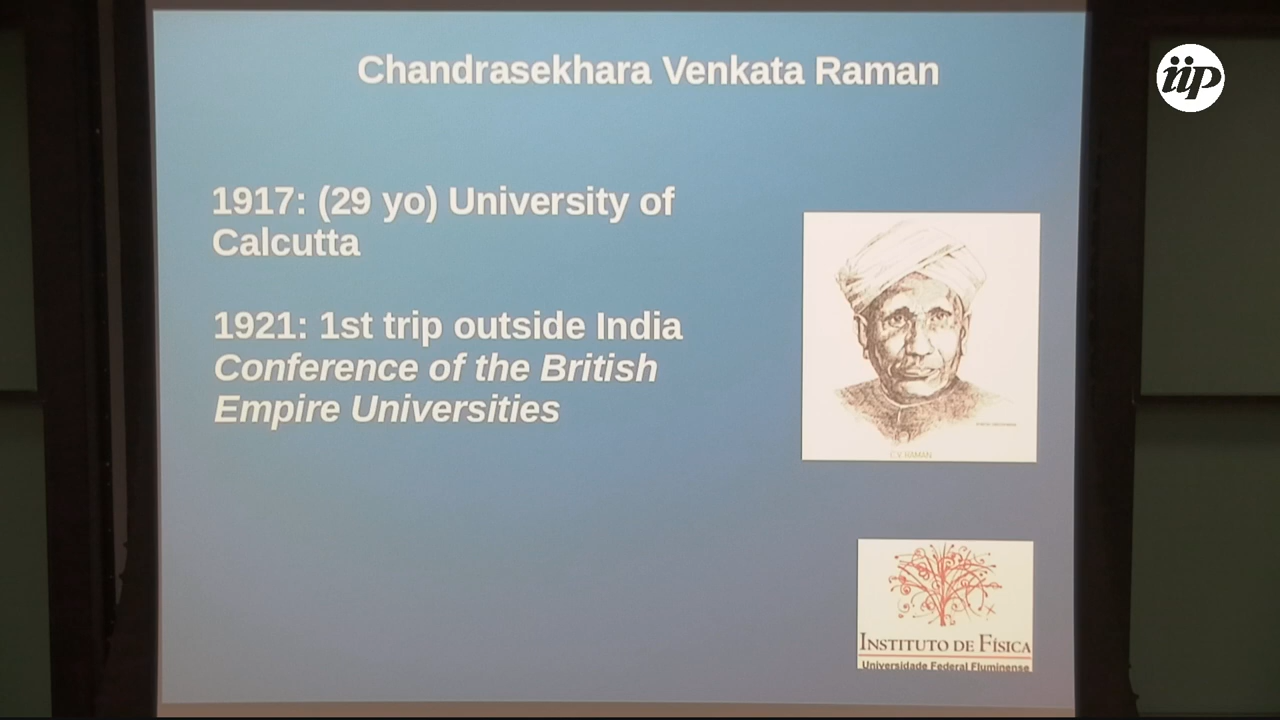 iip
Chandrasekhara Venkata Raman
1917: (29 yo) University of
Calcutta
1921: 1st trip outside India
Conference of the British
Empire Universities
C.V. RAMAN
INSTITUTO DE FÍSICA
Universidade Federal Fluminense